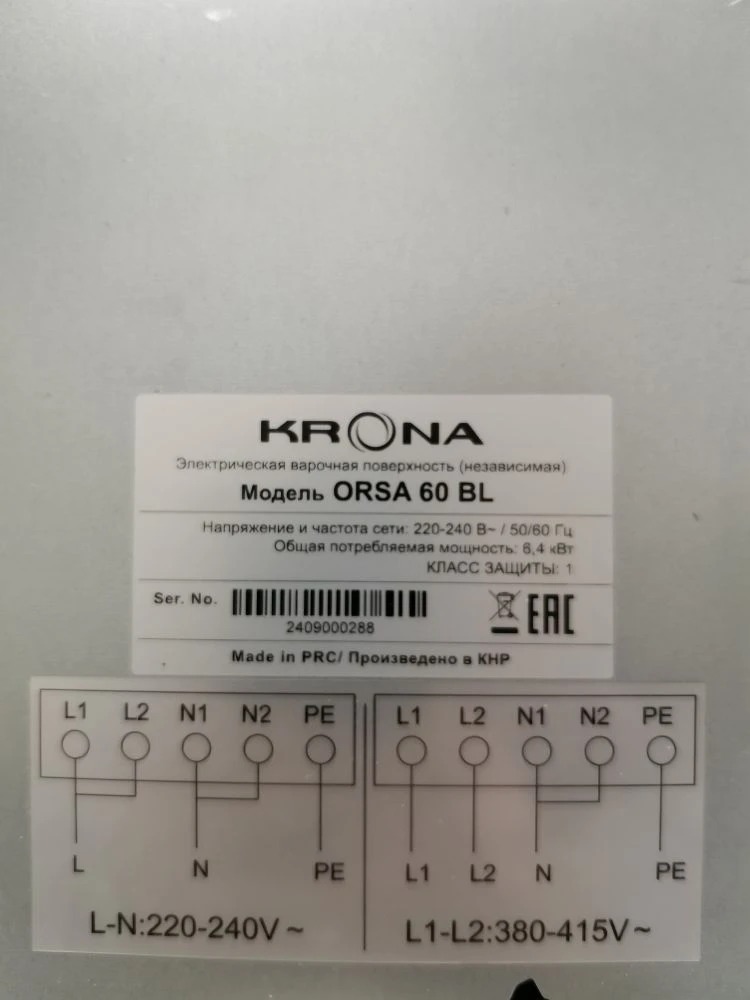 KRONA
Электрическая варочная поверхность (независимая)
Модель ORSA 60 BL
Напряжение и частота сети: 220-240 В~ / 50/60 Гц
Общая потребляемая мощность: 6,4 кВт
КЛАСС ЗАЩИТЫ: 1
Ser. No.
2409000288
EAC
Made in PRC/ Произведено в КНР
L1 L2 N1 N2 PE
L N PE
L-N:220-240V~
L1 L2 N1 N2 PE
L1 L2 N PE
L1-L2:380-415V~